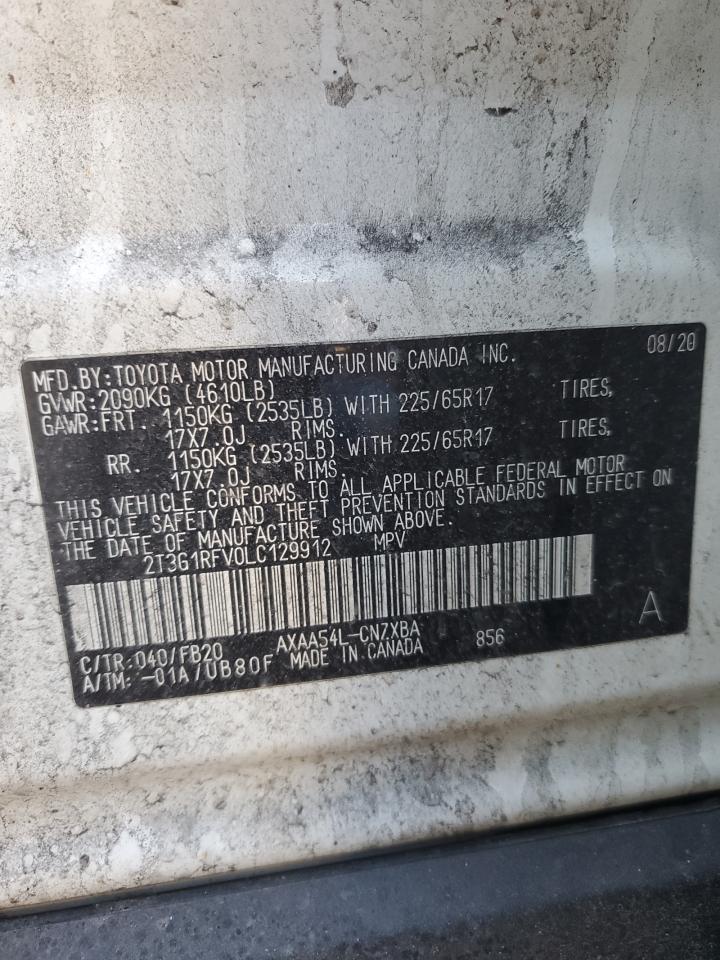 MFD.BY:TOYOTA MOTOR MANUFACTURING CANADA INC. 08/20
GVWR:2090KG (4610LB)
GAWR:FRT. 1150KG (2535LB) WITH 225/65R17 TIRES,
17X7.0J RIMS.
RR. 1150KG (2535LB) WITH 225/65R17 TIRES,
17X7.0J RIMS.
THIS VEHICLE CONFORMS TO ALL APPLICABLE FEDERAL MOTOR
VEHICLE SAFETY AND THEFT PREVENTION STANDARDS IN EFFECT ON
THE DATE OF MANUFACTURE SHOWN ABOVE.
2T3G1RFV0LC129912 MPV
A
C/TR:040/FB20 AXAA54L-CNZXBA
A/TM:-01A/UB80F MADE IN CANADA 856